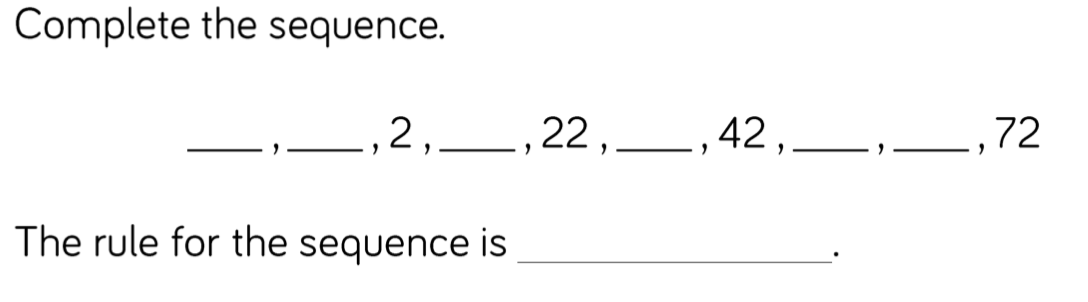 Complete the sequence.
___, ___, 2, ___, 22, ___, 42, ___, ___, 72
The rule for the sequence is ______________.